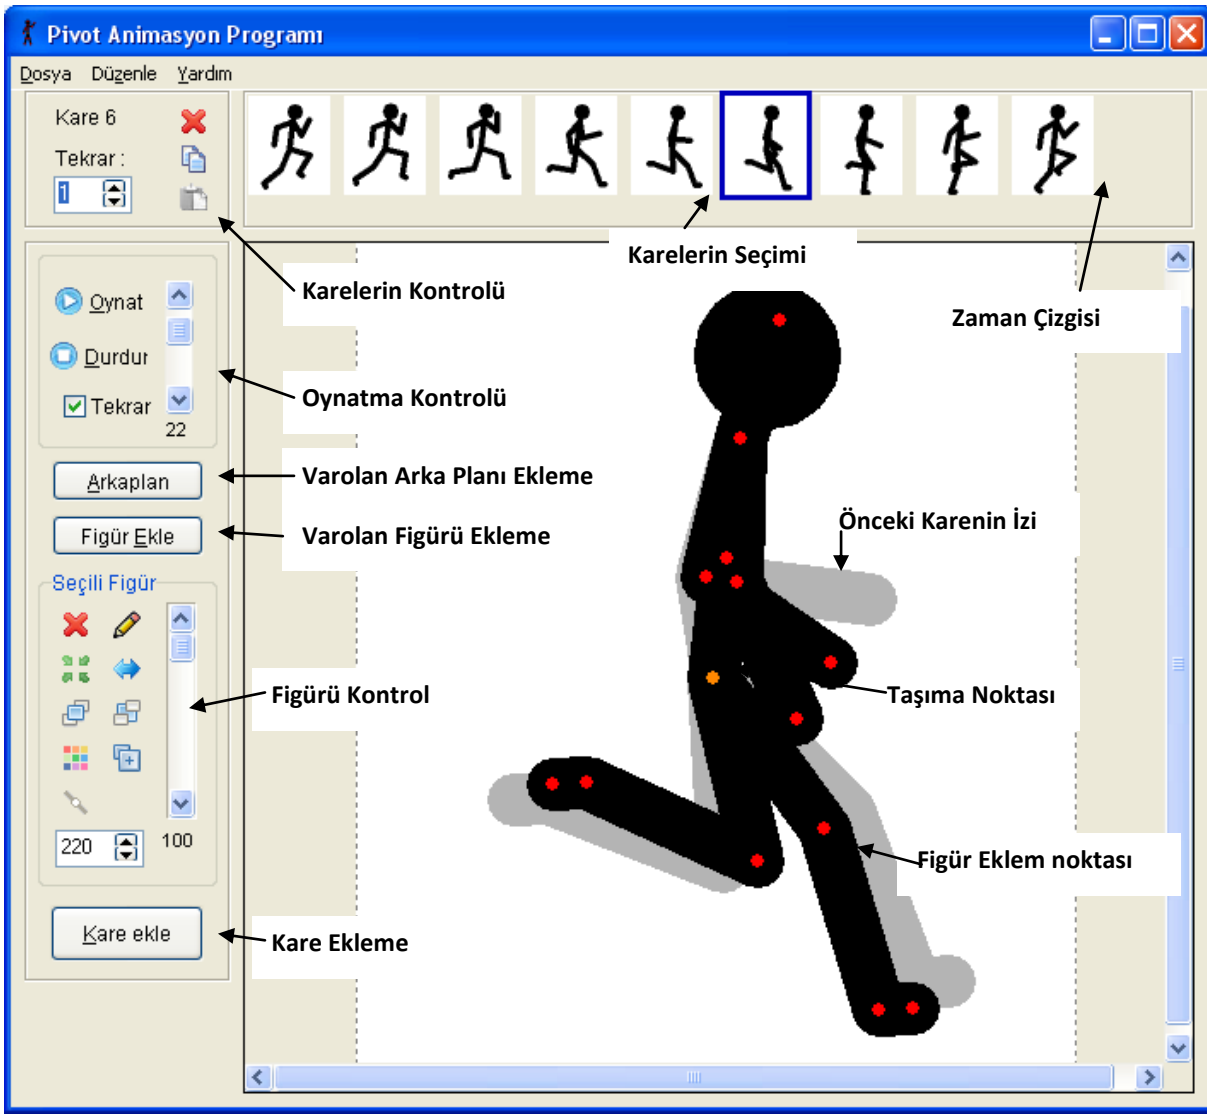 Pivot Animasyon Programı
Dosya Düzenle Yardım
Kare 6
Tekrar :
1
Karelerin Seçimi
Karelerin Kontrolü
Zaman Çizgisi
Oynat
Durdur
Tekrar
22
Oynatma Kontrolü
Arkaplan
Varolan Arka Planı Ekleme
Figür Ekle
Varolan Figürü Ekleme
Önceki Karenin İzi
Seçili Figür
Figürü Kontrol
Taşıma Noktası
220
100
Figür Eklem noktası
Kare ekle
Kare Ekleme